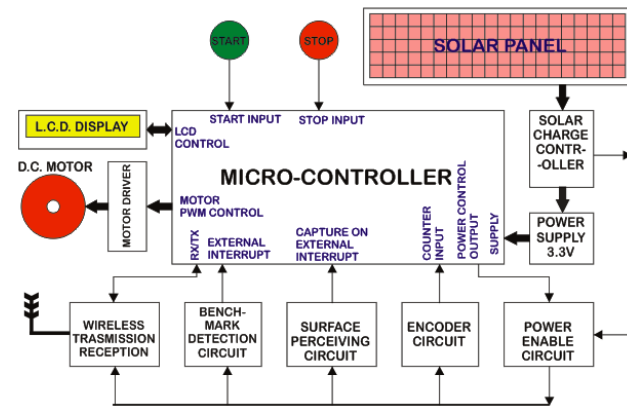 START
STOP
SOLAR PANEL
START INPUT
STOP INPUT
L.C.D. DISPLAY
LCD
CONTROL
SOLAR
CHARGE
CONTR-
-OLLER
D.C. MOTOR
MOTOR DRIVER
MICRO-CONTROLLER
MOTOR
PWM CONTROL
RX/TX
EXTERNAL
INTERRUPT
CAPTURE ON
EXTERNAL
INTERRUPT
COUNTER
INPUT
POWER CONTROL
OUTPUT
SUPPLY
POWER
SUPPLY
3.3V
WIRELESS
TRASMISSION
RECEPTION
BENCH-
-MARK
DETECTION
CIRCUIT
SURFACE
PERCEIVING
CIRCUIT
ENCODER
CIRCUIT
POWER
ENABLE
CIRCUIT